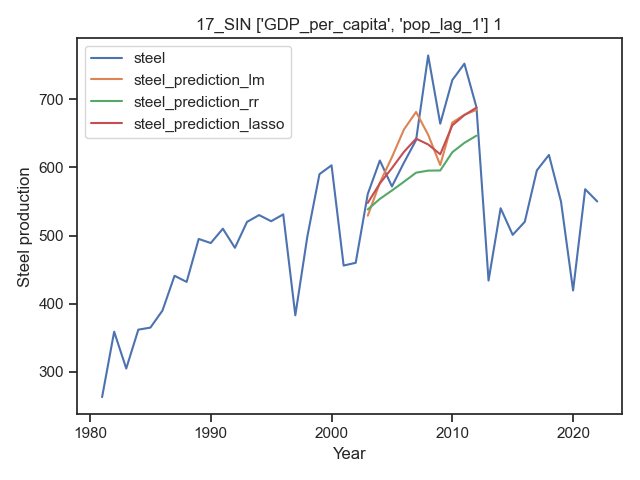 17_SIN ['GDP_per_capita', 'pop_lag_1'] 1
steel
steel_prediction_lm
steel_prediction_rr
steel_prediction_lasso
Steel production
700
600
500
400
300
1980
1990
2000
2010
2020
Year